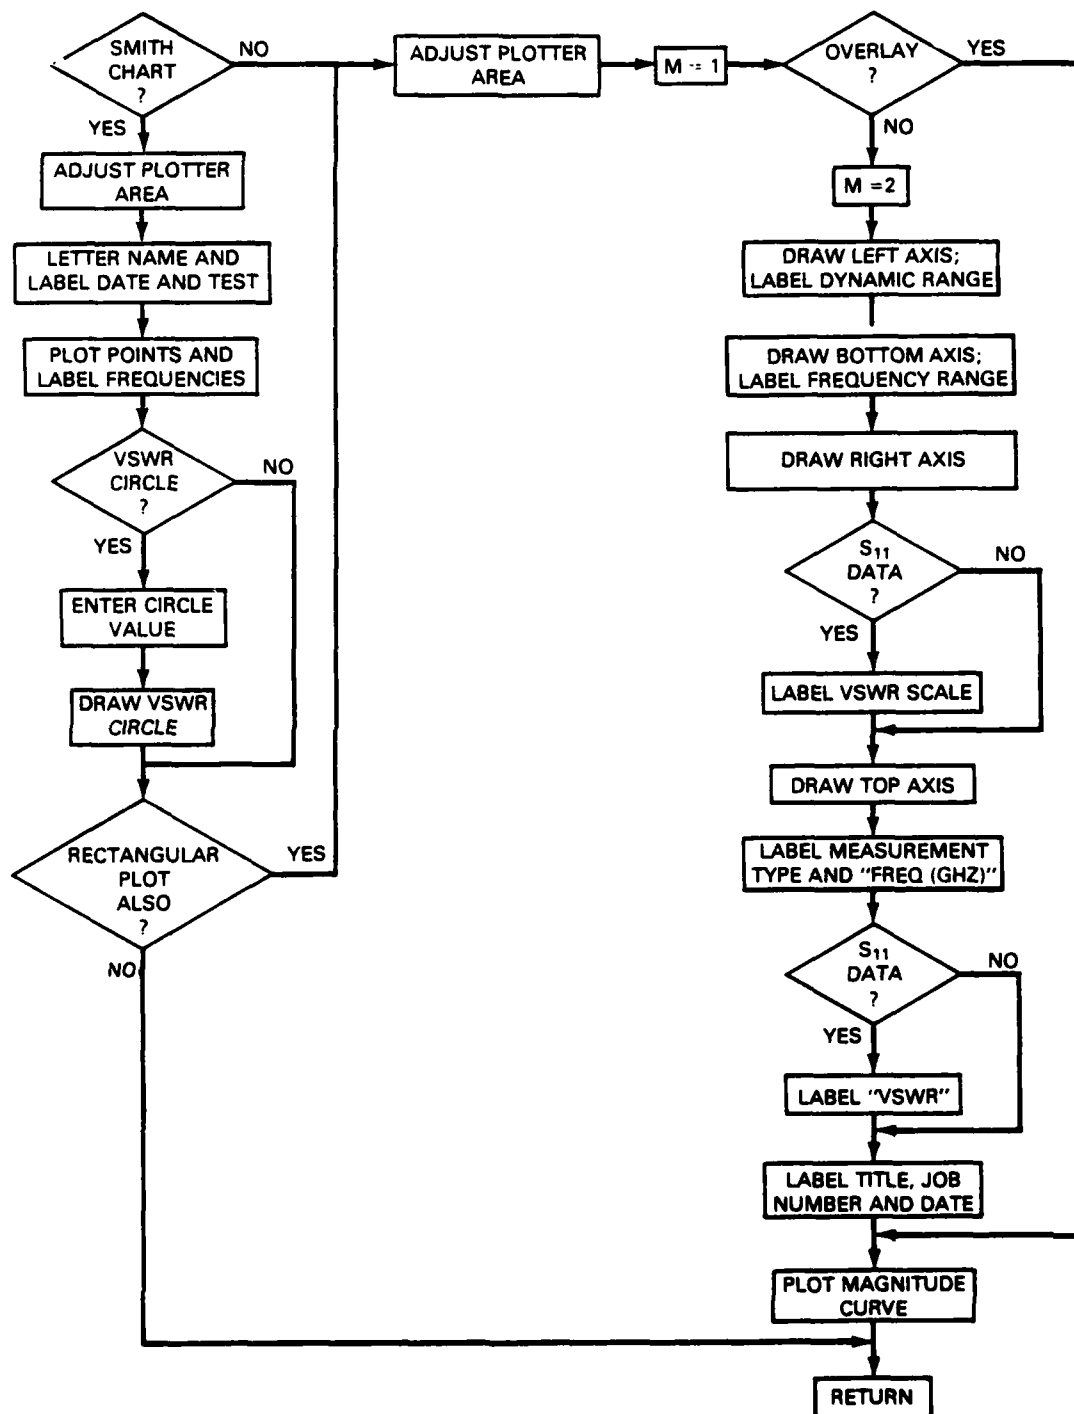 SMITH
CHART
?
NO
YES
ADJUST PLOTTER
AREA
LETTER NAME AND
LABEL DATE AND TEST
PLOT POINTS AND
LABEL FREQUENCIES
VSWR
CIRCLE
?
NO
YES
ENTER CIRCLE
VALUE
DRAW VSWR
CIRCLE
RECTANGULAR
PLOT
ALSO
?
YES
NO
ADJUST PLOTTER
AREA
M = 1
OVERLAY
?
YES
NO
M =2
DRAW LEFT AXIS;
LABEL DYNAMIC RANGE
DRAW BOTTOM AXIS;
LABEL FREQUENCY RANGE
DRAW RIGHT AXIS
S11
DATA
?
NO
YES
LABEL VSWR SCALE
DRAW TOP AXIS
LABEL MEASUREMENT
TYPE AND "FREQ (GHZ)"
S11
DATA
?
NO
YES
LABEL "VSWR"
LABEL TITLE, JOB
NUMBER AND DATE
PLOT MAGNITUDE
CURVE
RETURN